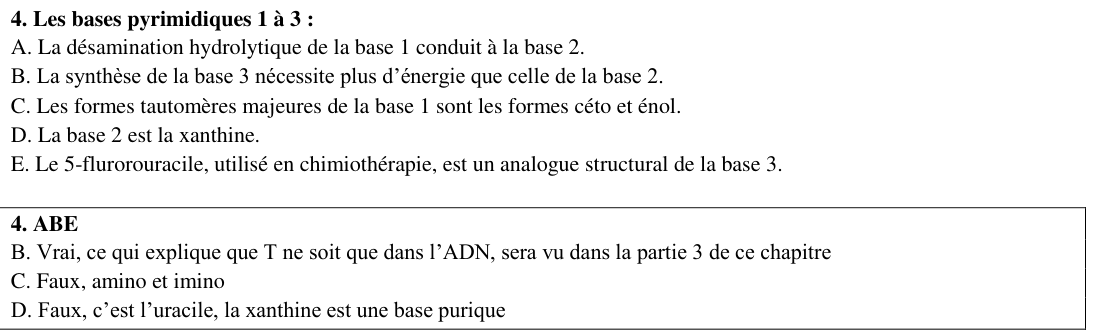 4. Les bases pyrimidiques 1 à 3 :
A. La désamination hydrolytique de la base 1 conduit à la base 2.
B. La synthèse de la base 3 nécessite plus d’énergie que celle de la base 2.
C. Les formes tautomères majeures de la base 1 sont les formes céto et énol.
D. La base 2 est la xanthine.
E. Le 5-flurorouracile, utilisé en chimiothérapie, est un analogue structural de la base 3.
4. ABE
B. Vrai, ce qui explique que T ne soit que dans l’ADN, sera vu dans la partie 3 de ce chapitre
C. Faux, amino et imino
D. Faux, c’est l’uracile, la xanthine est une base purique